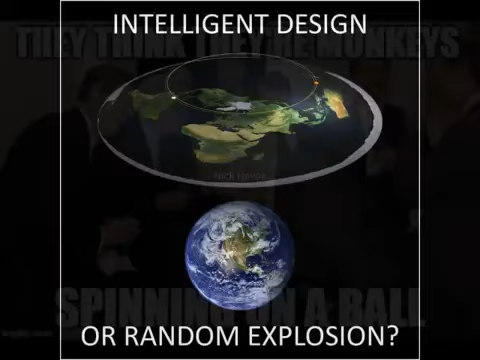 INTELLIGENT DESIGN
THEY THINK THEY'RE MONKEYS
SPINNING ON A BALL
OR RANDOM EXPLOSION?